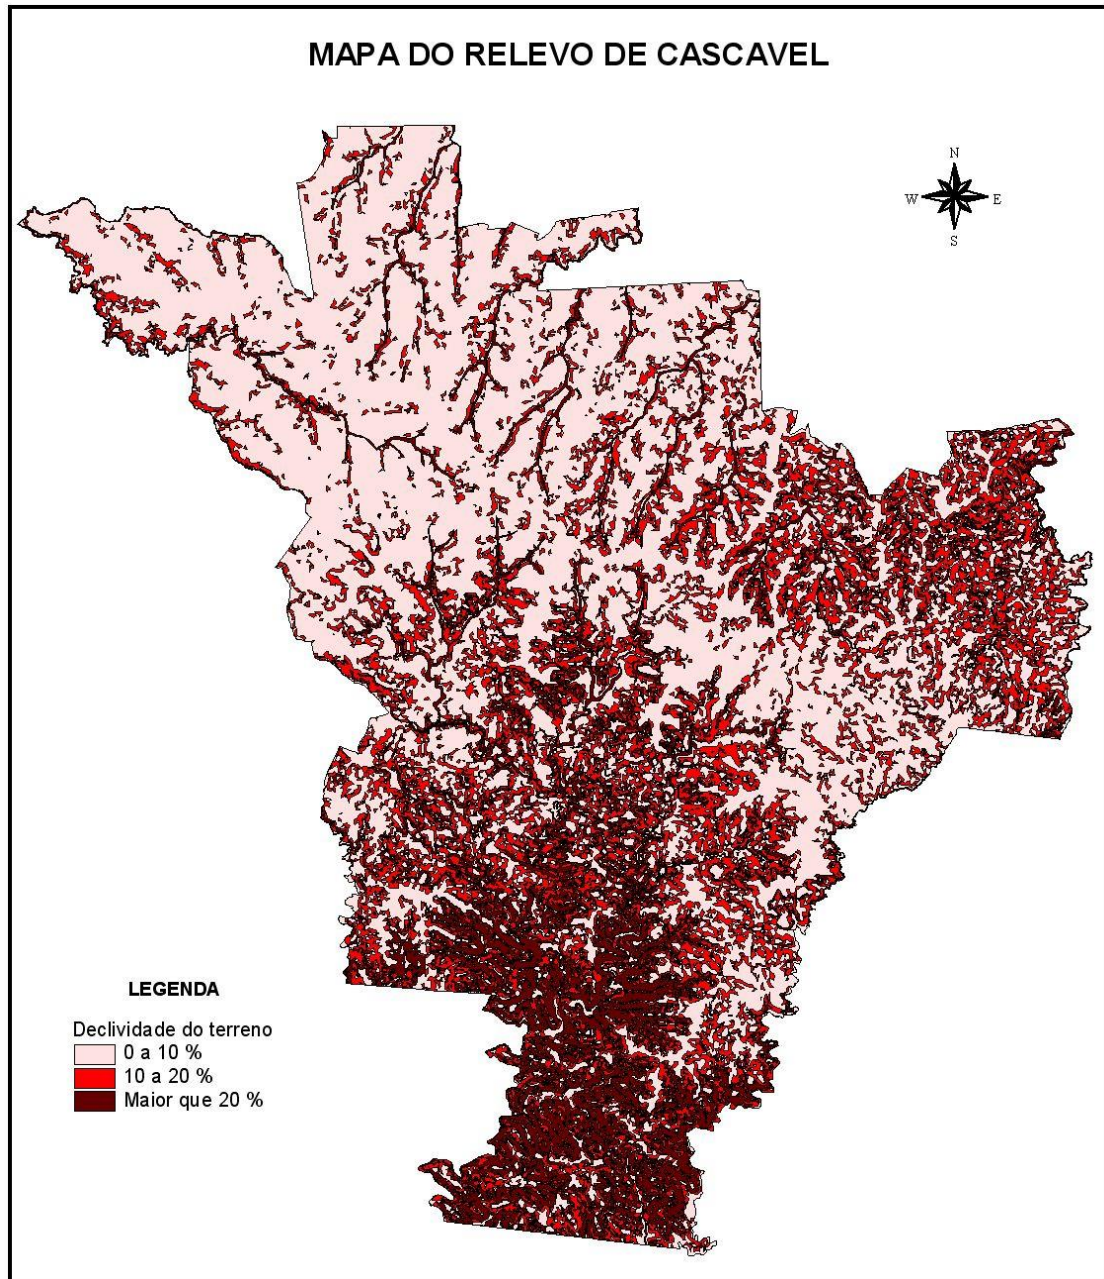 MAPA DO RELEVO DE CASCAVEL
N
W
E
S
LEGENDA
Declividade do terreno
0 a 10 %
10 a 20 %
Maior que 20 %